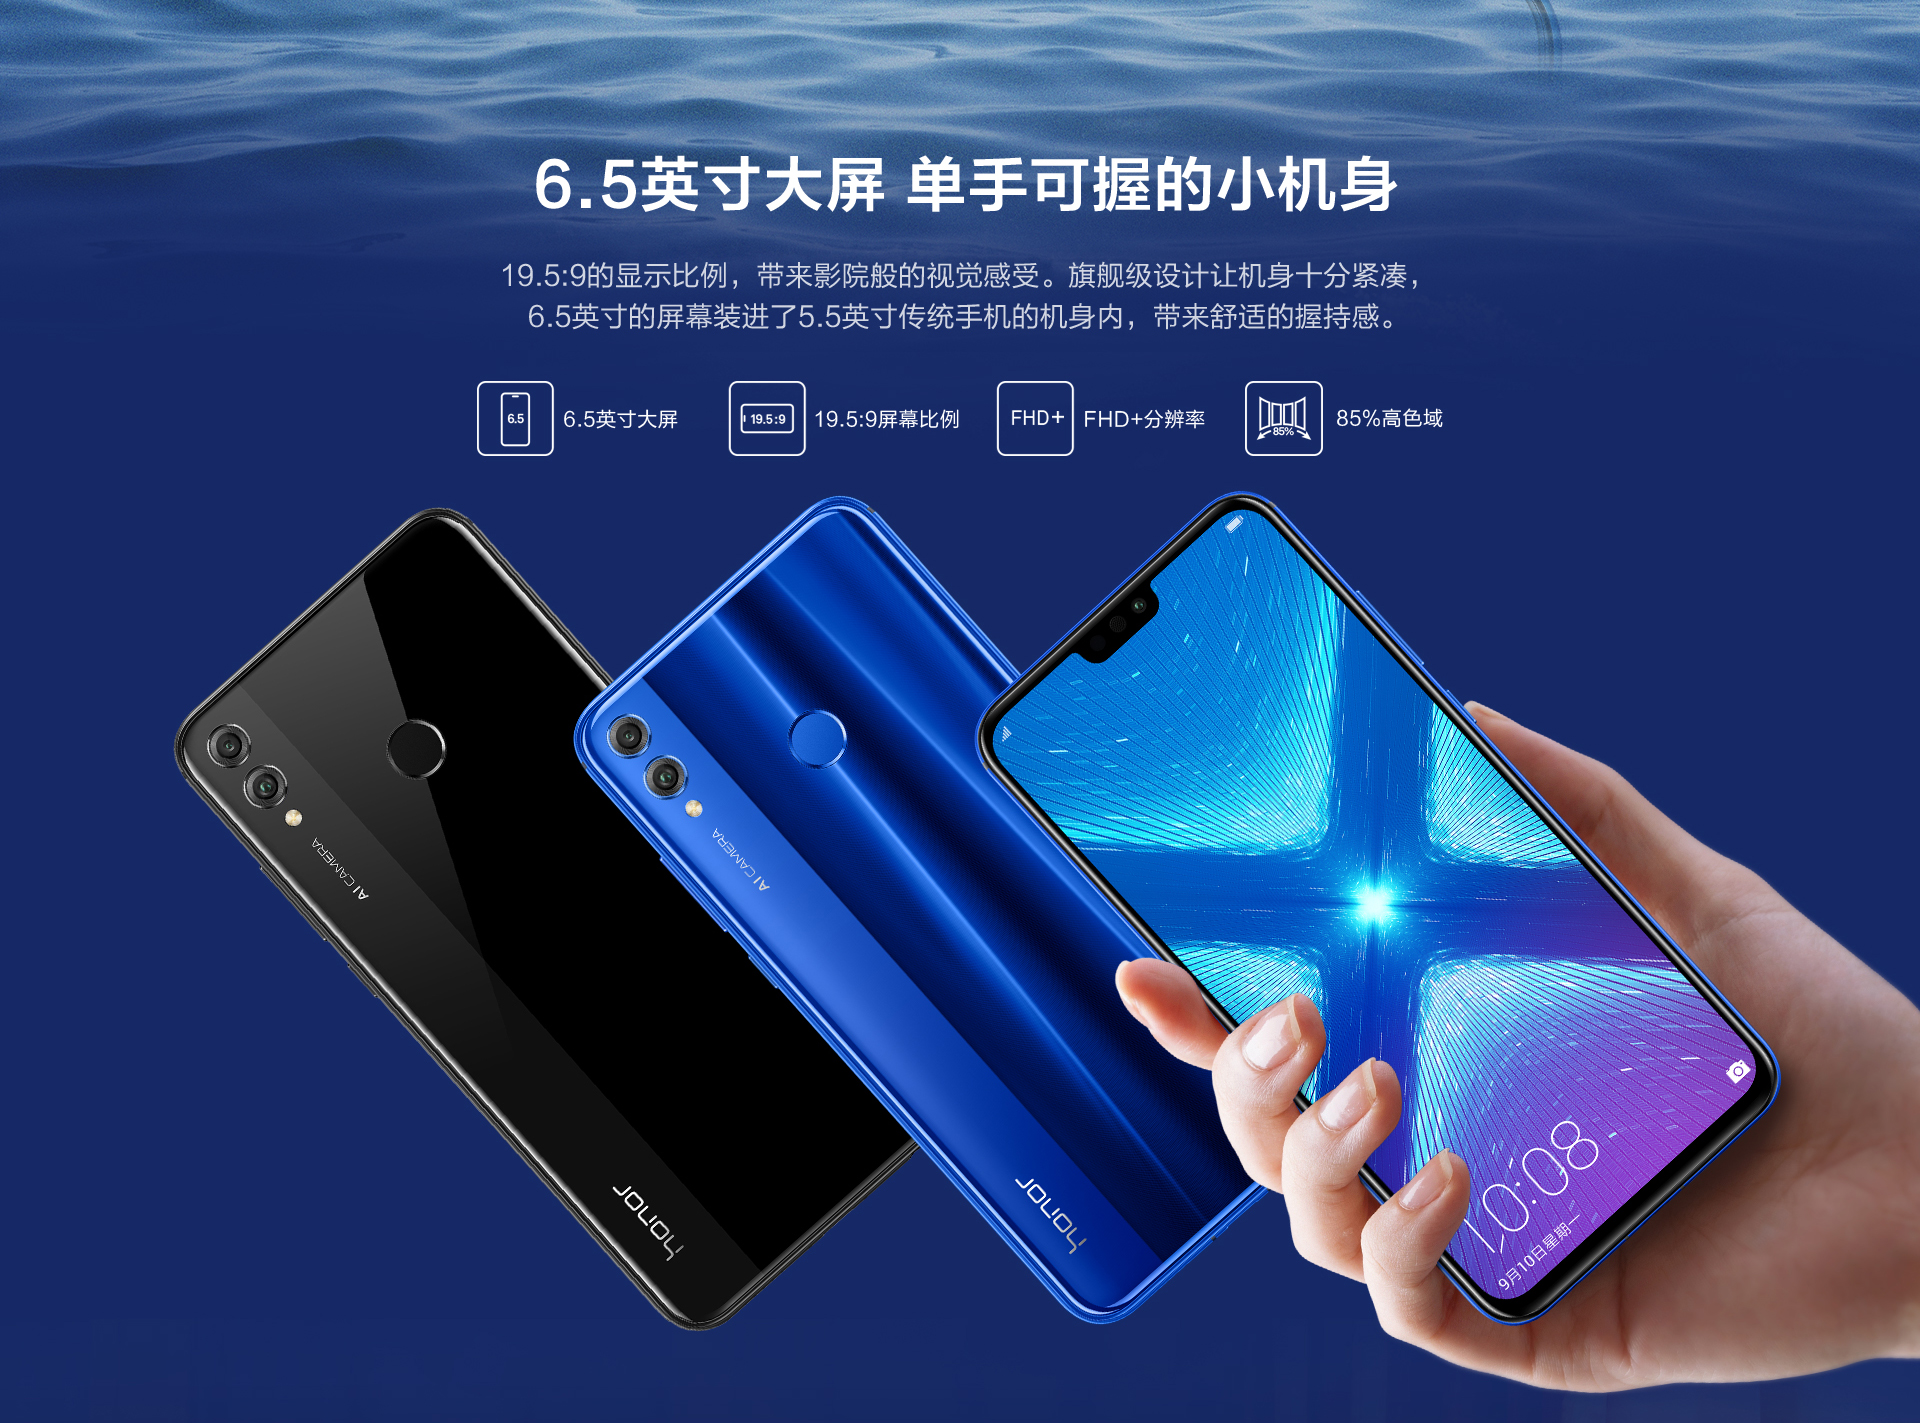 6.5英寸大屏 单手可握的小机身
19.5:9的显示比例，带来影院般的视觉感受。旗舰级设计让机身十分紧凑，
6.5英寸的屏幕装进了5.5英寸传统手机的机身内，带来舒适的握持感。
6.5
6.5英寸大屏
19.5:9
19.5:9屏幕比例
FHD+
FHD+分辨率
85%
85%高色域
AI CAMERA
honor
AI CAMERA
honor
10:08
9月10日星期一